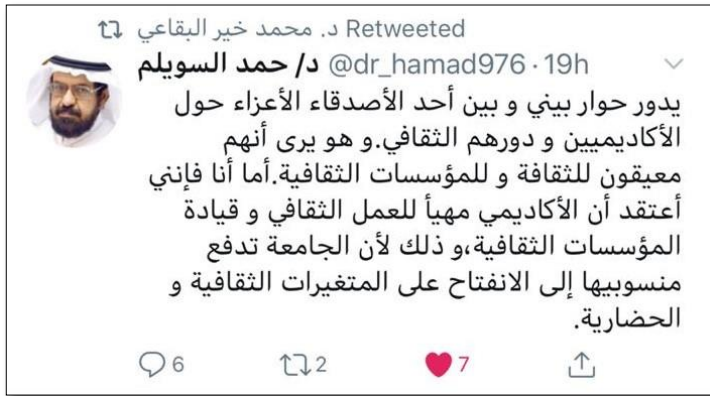 د. محمد خير البقاعي Retweeted
د/ حمد السويلم @dr_hamad976 · 19h
يدور حوار بيني و بين أحد الأصدقاء الأعزاء حول
الأكاديميين و دورهم الثقافي.و هو يرى أنهم
معيقون للثقافة و للمؤسسات الثقافية.أما أنا فإنني
أعتقد أن الأكاديمي مهيأ للعمل الثقافي و قيادة
المؤسسات الثقافية،و ذلك لأن الجامعة تدفع
منسوبيها إلى الانفتاح على المتغيرات الثقافية و
الحضارية.
6 2 7